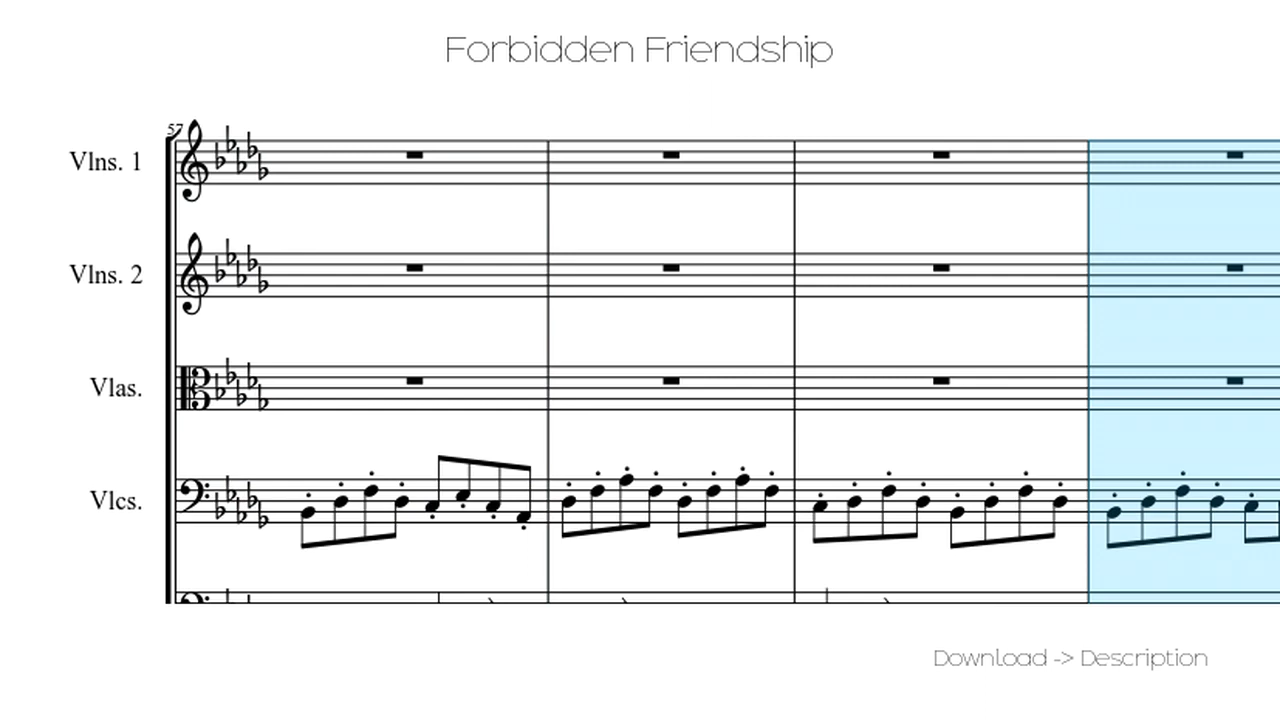 Forbidden Friendship
57
Vlns. 1
Vlns. 2
Vlas.
Vlcs.
Download -> Description